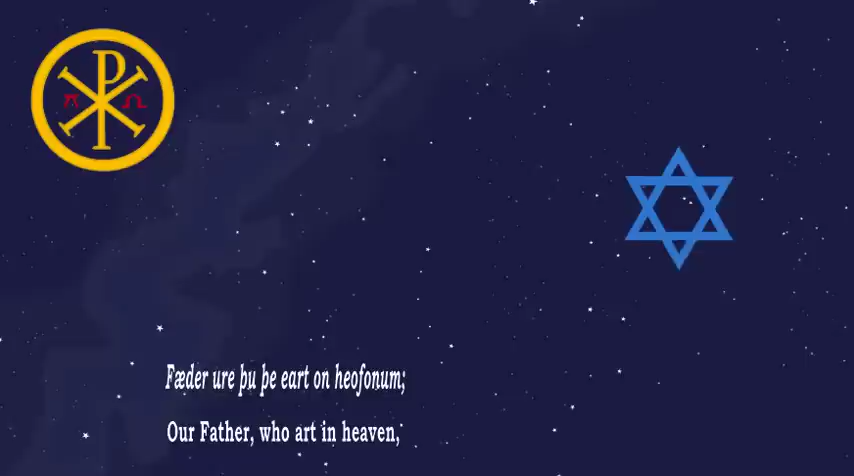 Α Ω
Fæder ure þu þe eart on heofonum;
Our Father, who art in heaven,